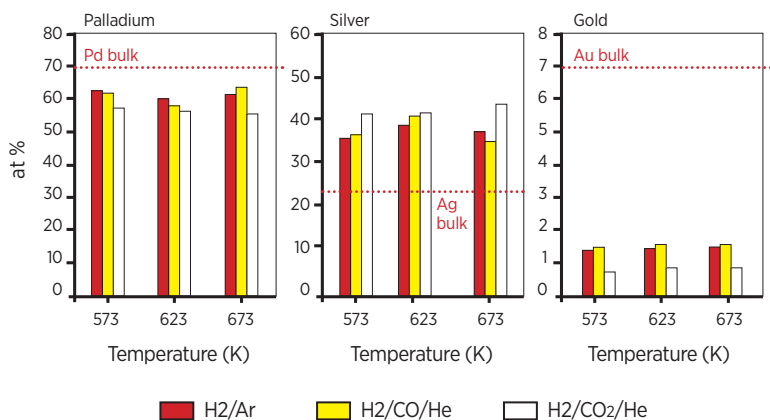 Palladium
80
70
60
50
40
30
20
10
0
at %
Pd bulk
573
623
673
Temperature (K)
Silver
60
50
40
30
20
10
0
Ag
bulk
573
623
673
Temperature (K)
Gold
8
7
6
5
4
2
2
1
0
Au bulk
573
623
673
Temperature (K)
H2/Ar
H2/CO/He
H2/CO2/He